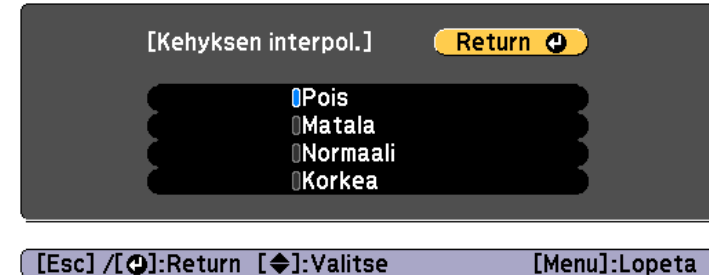 [Kehyksen interpol.] Return
Pois
Matala
Normaali
Korkea
[Esc] /[⏎]:Return [◆]:Valitse [Menu]:Lopeta